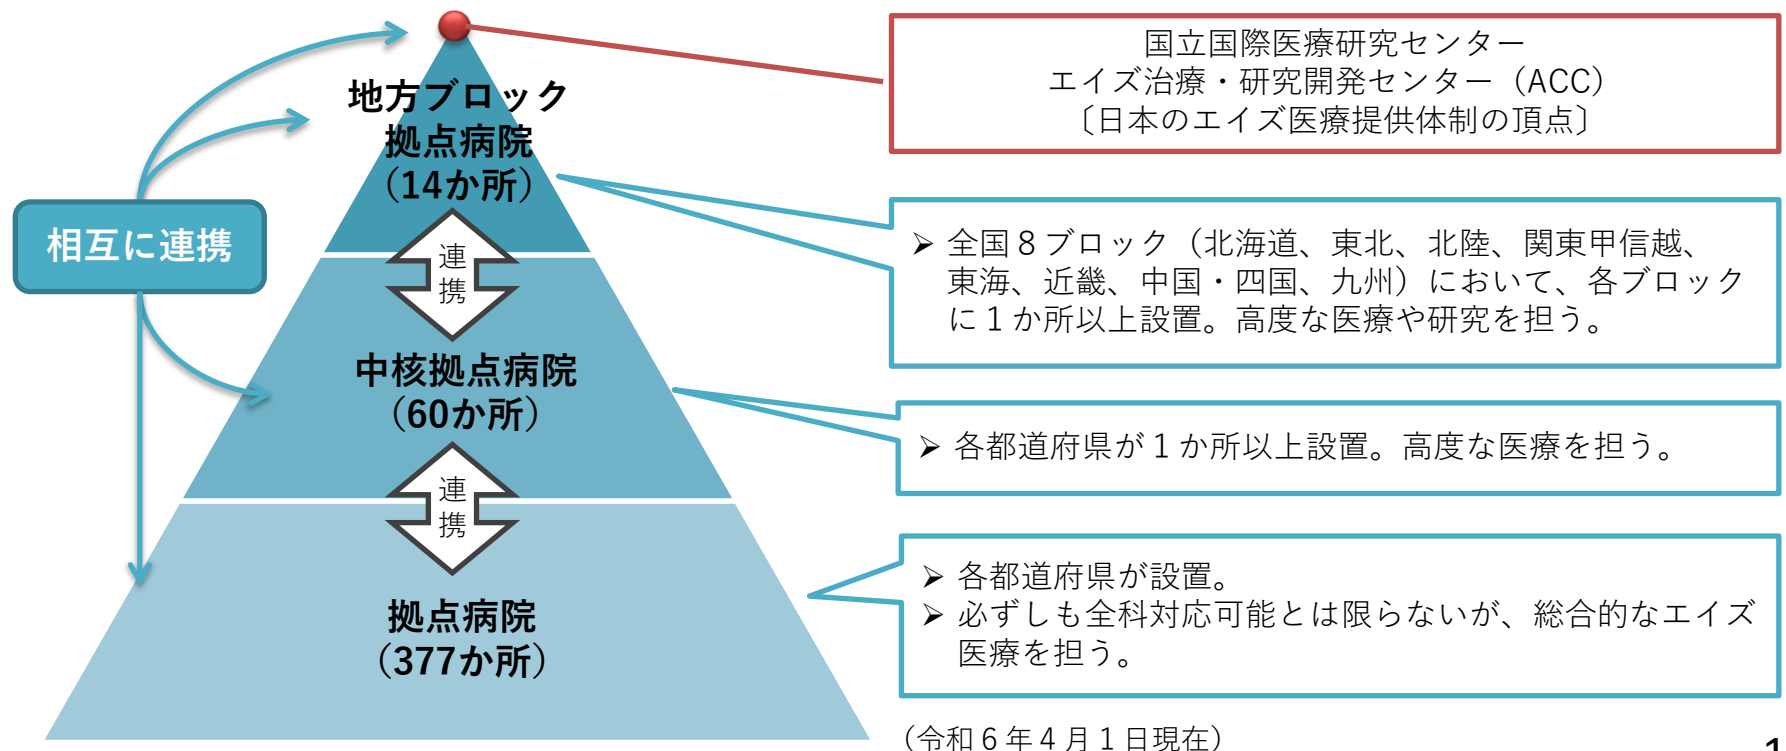 国立国際医療研究センター
エイズ治療・研究開発センター（ACC）
〔日本のエイズ医療提供体制の頂点〕
地方ブロック
拠点病院
（14か所）
相互に連携
連
携
➢ 全国８ブロック（北海道、東北、北陸、関東甲信越、
東海、近畿、中国・四国、九州）において、各ブロック
に１か所以上設置。高度な医療や研究を担う。
中核拠点病院
（60か所）
➢ 各都道府県が１か所以上設置。高度な医療を担う。
連
携
拠点病院
（377か所）
➢ 各都道府県が設置。
➢ 必ずしも全科対応可能とは限らないが、総合的なエイズ
医療を担う。
（令和６年４月１日現在）
1